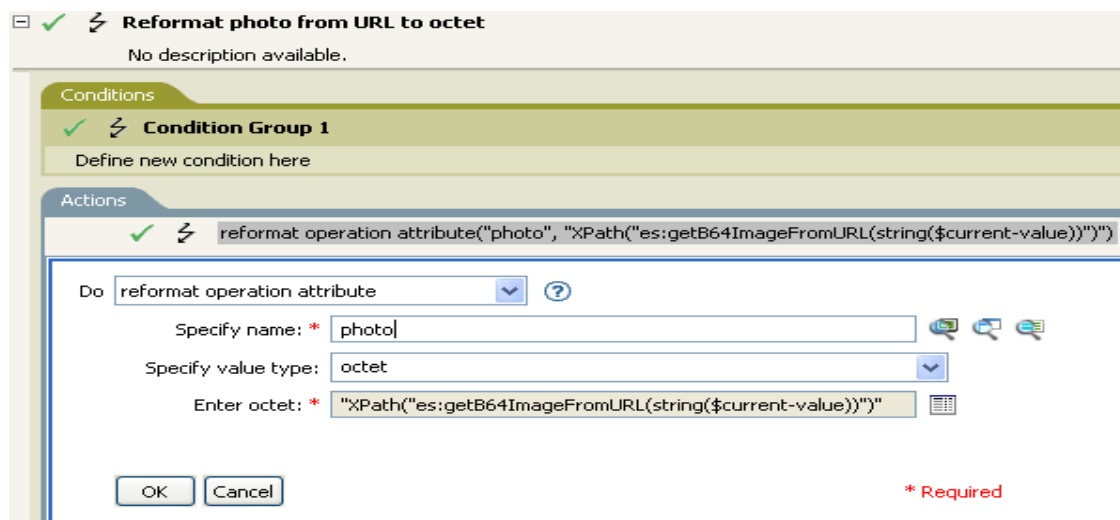 Reformat photo from URL to octet
No description available.
Conditions
Condition Group 1
Define new condition here
Actions
reformat operation attribute("photo", "XPath("es:getB64ImageFromURL(string($current-value))")")
Do reformat operation attribute
Specify name: * photo
Specify value type: octet
Enter octet: * "XPath("es:getB64ImageFromURL(string($current-value))")"
OK Cancel * Required